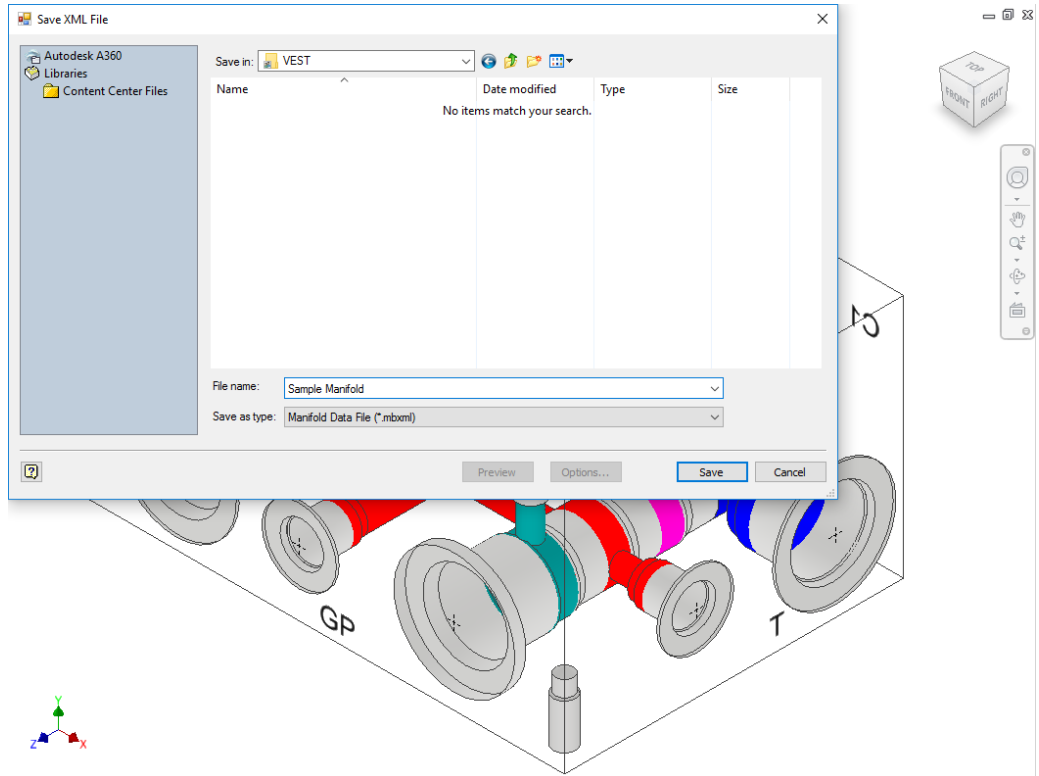 Save XML File
Autodesk A360
Libraries
Content Center Files
Save in: VEST
Name Date modified Type Size
No items match your search.
File name: Sample Manifold
Save as type: Manifold Data File (*.mbxml)
Preview Options... Save Cancel
TOP
FRONT RIGHT
C1
GP
T
Y
Z X